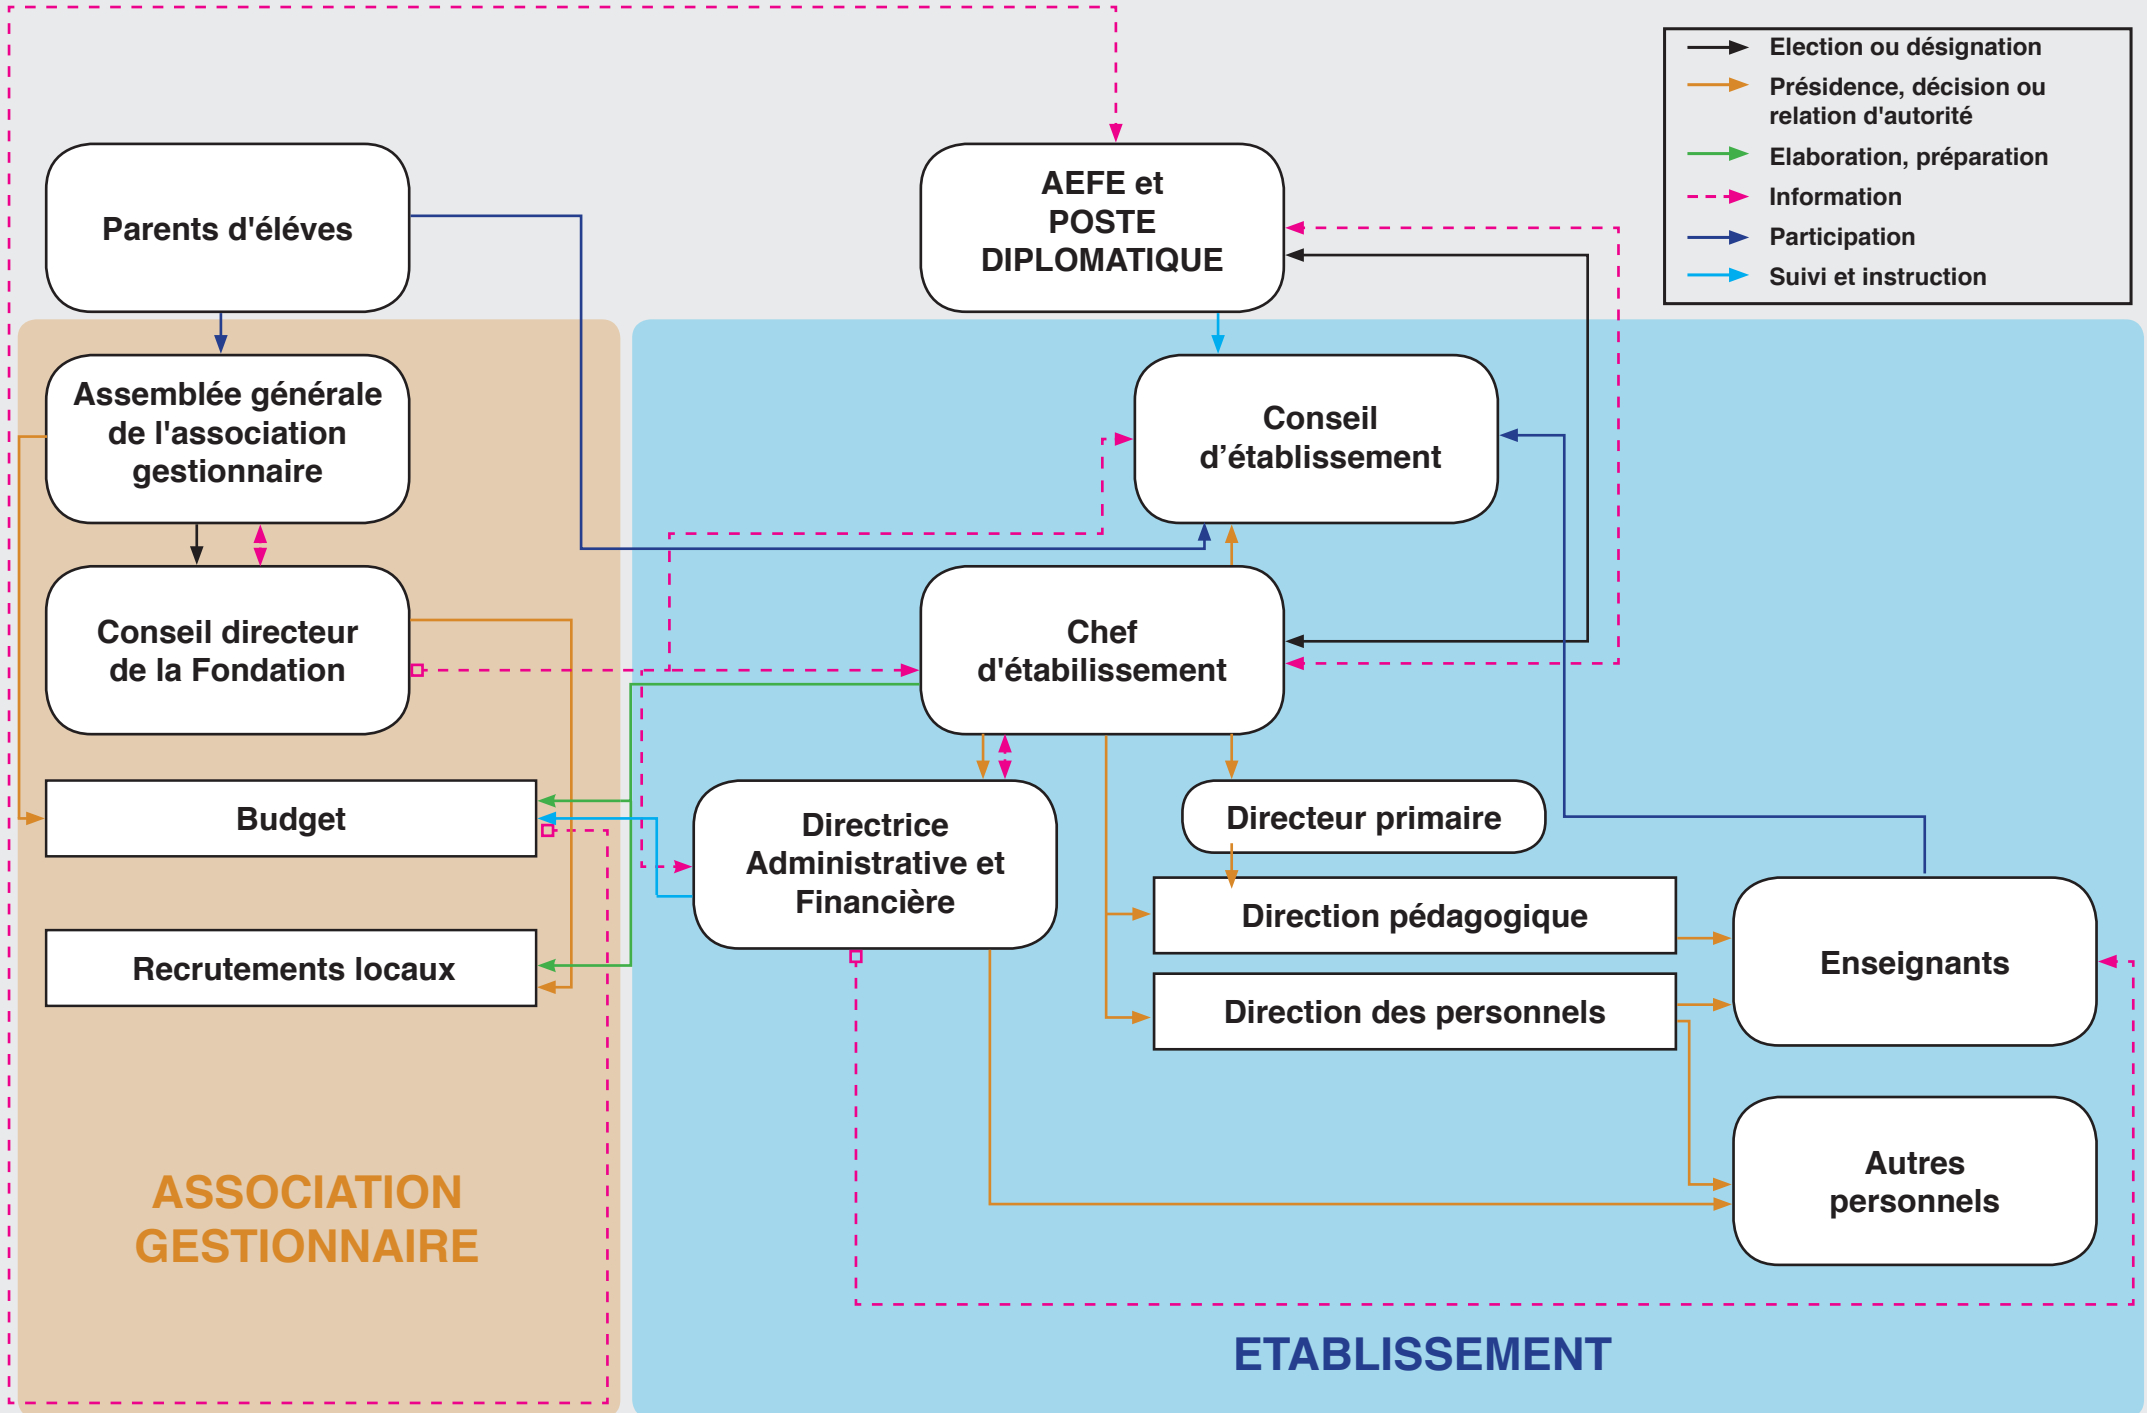 Election ou désignation
Présidence, décision ou
relation d'autorité
Elaboration, préparation
Information
Participation
Suivi et instruction
Parents d'éléves
AEFE et
POSTE
DIPLOMATIQUE
Assemblée générale
de l'association
gestionnaire
Conseil
d’établissement
Conseil directeur
de la Fondation
Chef
d'étabilissement
Budget
Directrice
Administrative et
Financière
Directeur primaire
Direction pédagogique
Recrutements locaux
Direction des personnels
Enseignants
Autres
personnels
ASSOCIATION
GESTIONNAIRE
ETABLISSEMENT